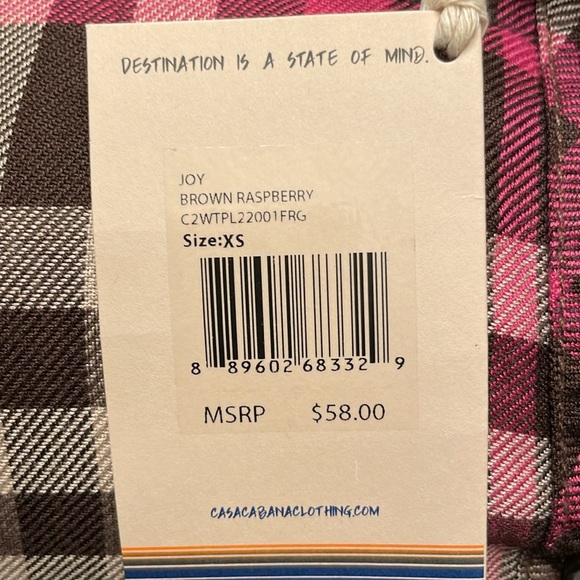 DESTINATION IS A STATE OF MIND.
JOY
BROWN RASPBERRY
C2WTPL22001FRG
Size:XS
8 89602 68332 9
MSRP $58.00
CASACABANACLOTHING.COM